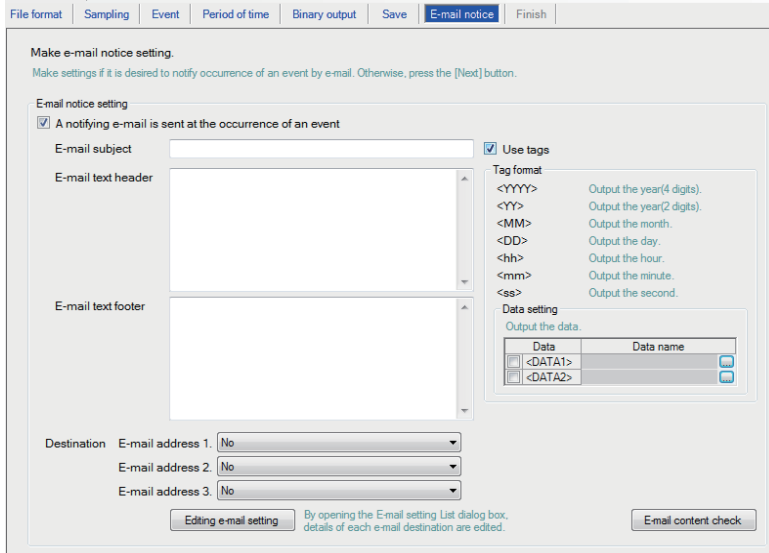 File format Sampling Event Period of time Binary output Save E-mail notice Finish
Make e-mail notice setting.
Make settings if it is desired to notify occurrence of an event by e-mail. Otherwise, press the [Next] button.
E-mail notice setting
A notifying e-mail is sent at the occurrence of an event
E-mail subject
Use tags
E-mail text header
Tag format
<YYYY> Output the year(4 digits).
<YY> Output the year(2 digits).
<MM> Output the month.
<DD> Output the day.
<hh> Output the hour.
<mm> Output the minute.
<ss> Output the second.
E-mail text footer
Data setting
Output the data.
Data Data name
<DATA1> ...
<DATA2> ...
Destination E-mail address 1. No
E-mail address 2. No
E-mail address 3. No
Editing e-mail setting
By opening the E-mail setting List dialog box,
details of each e-mail destination are edited.
E-mail content check